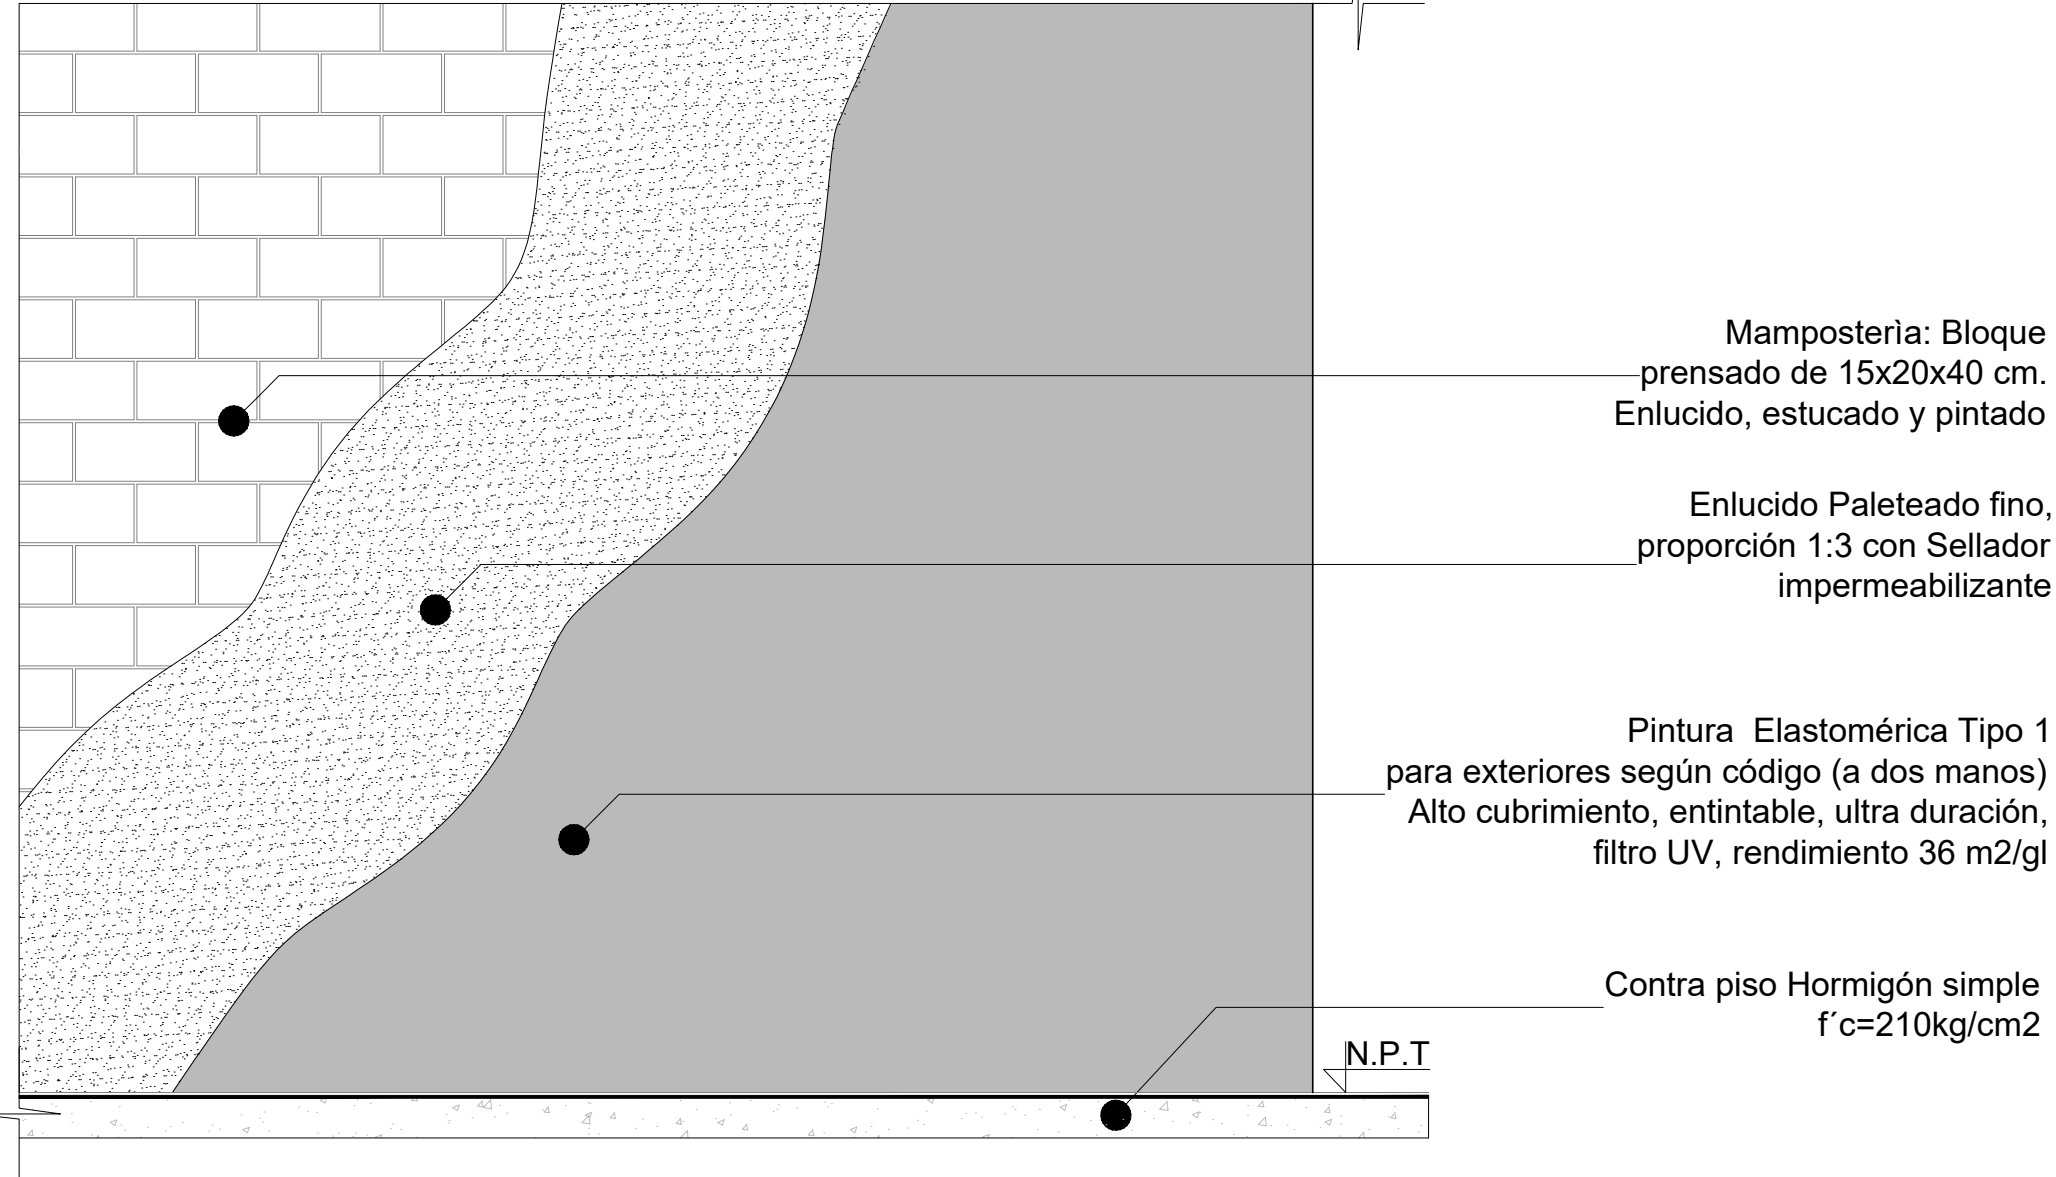 Mamposterìa: Bloque
prensado de 15x20x40 cm.
Enlucido, estucado y pintado
Enlucido Paleteado fino,
proporción 1:3 con Sellador
impermeabilizante
Pintura  Elastomérica Tipo 1
para exteriores según código (a dos manos)
Alto cubrimiento, entintable, ultra duración,
filtro UV, rendimiento 36 m2/gl
Contra piso Hormigón simple
f´c=210kg/cm2
N.P.T